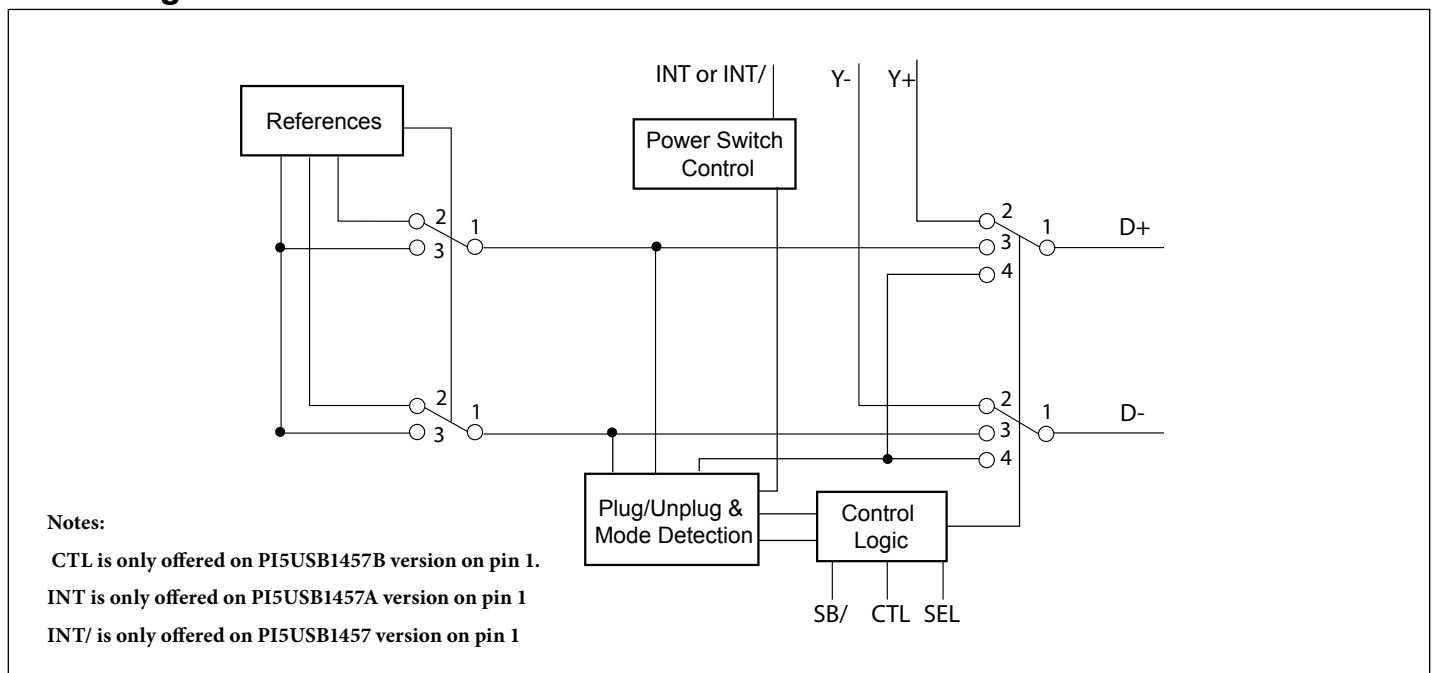 INT or INT/
Y-
Y+
References
Power Switch
Control
2
1
3
2
1
3
4
D+
2
1
3
2
1
3
4
D-
Plug/Unplug &
Mode Detection
Control
Logic
SB/
CTL
SEL
Notes:
CTL is only offered on PI5USB1457B version on pin 1.
INT is only offered on PI5USB1457A version on pin 1
INT/ is only offered on PI5USB1457 version on pin 1